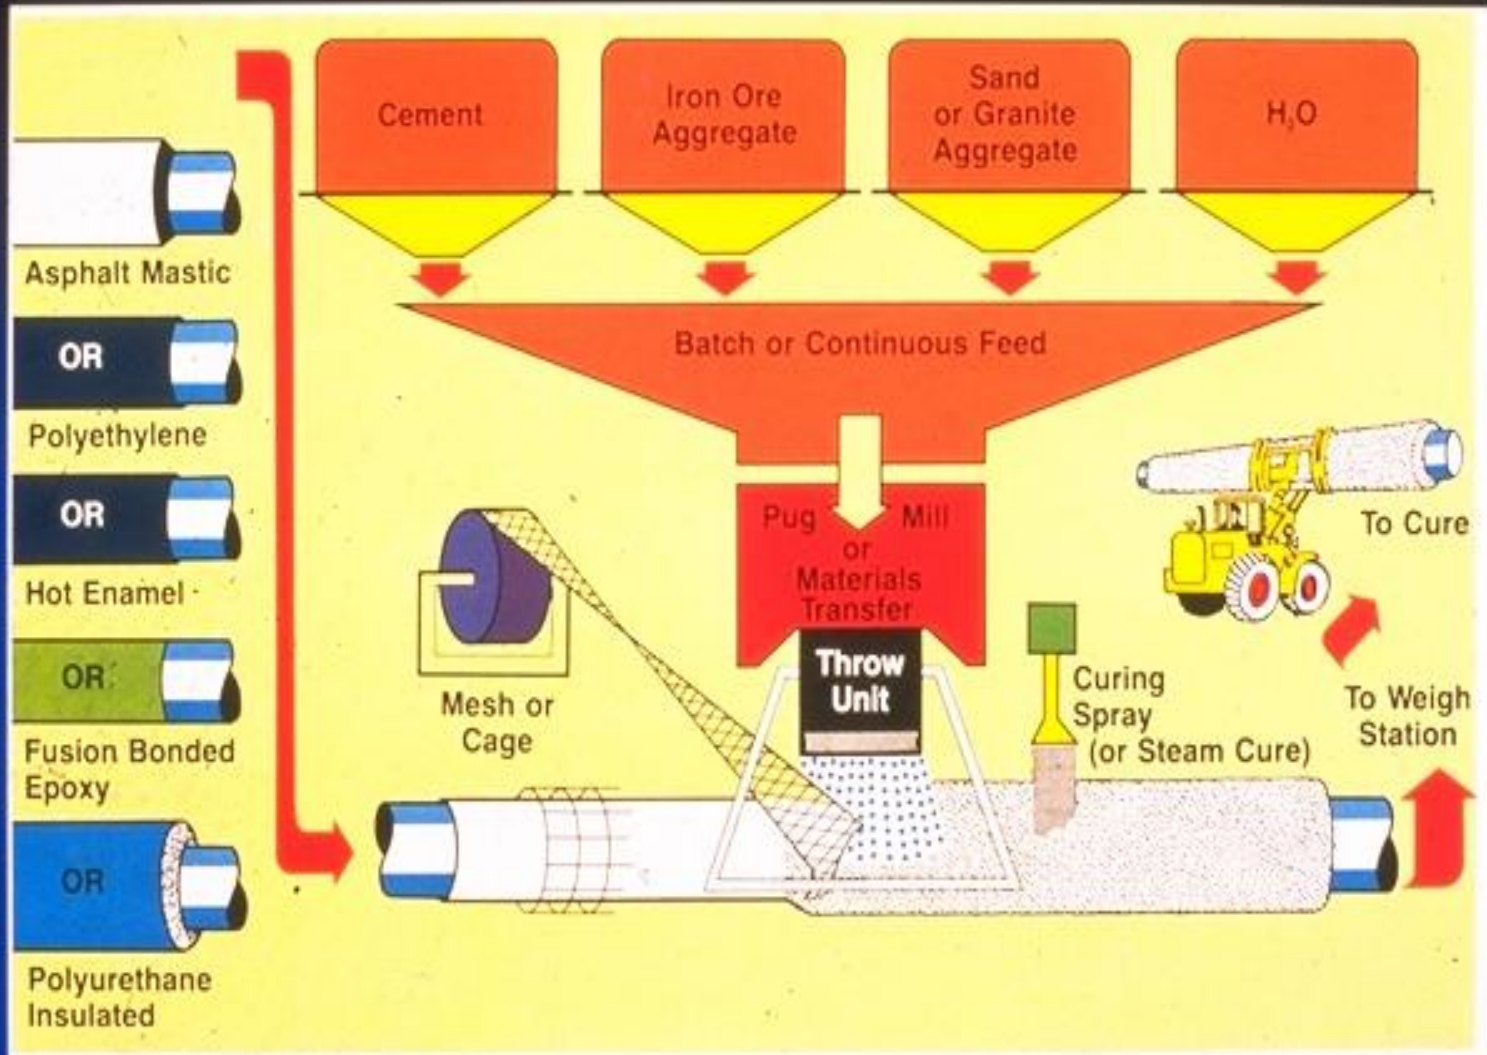 Cement
Iron Ore
Aggregate
Sand
or Granite
Aggregate
H₂O
Batch or Continuous Feed
Pug Mill
or
Materials
Transfer
Throw
Unit
Mesh or
Cage
Curing
Spray
(or Steam Cure)
To Cure
To Weigh
Station
Asphalt Mastic
OR
Polyethylene
OR
Hot Enamel
OR
Fusion Bonded
Epoxy
OR
Polyurethane
Insulated